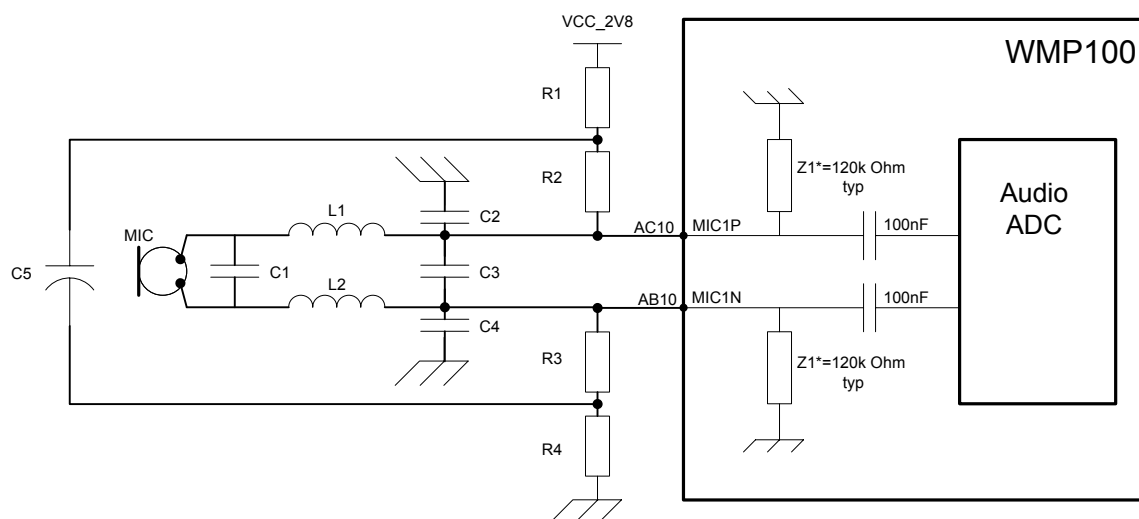 VCC_2V8
WMP100
R1
Z1*=120k Ohm
typ
Audio
ADC
R2
C2
L1
MIC
AC10
MIC1P
100nF
C5
C1
C3
L2
AB10
MIC1N
100nF
C4
R3
Z1*=120k Ohm
typ
R4